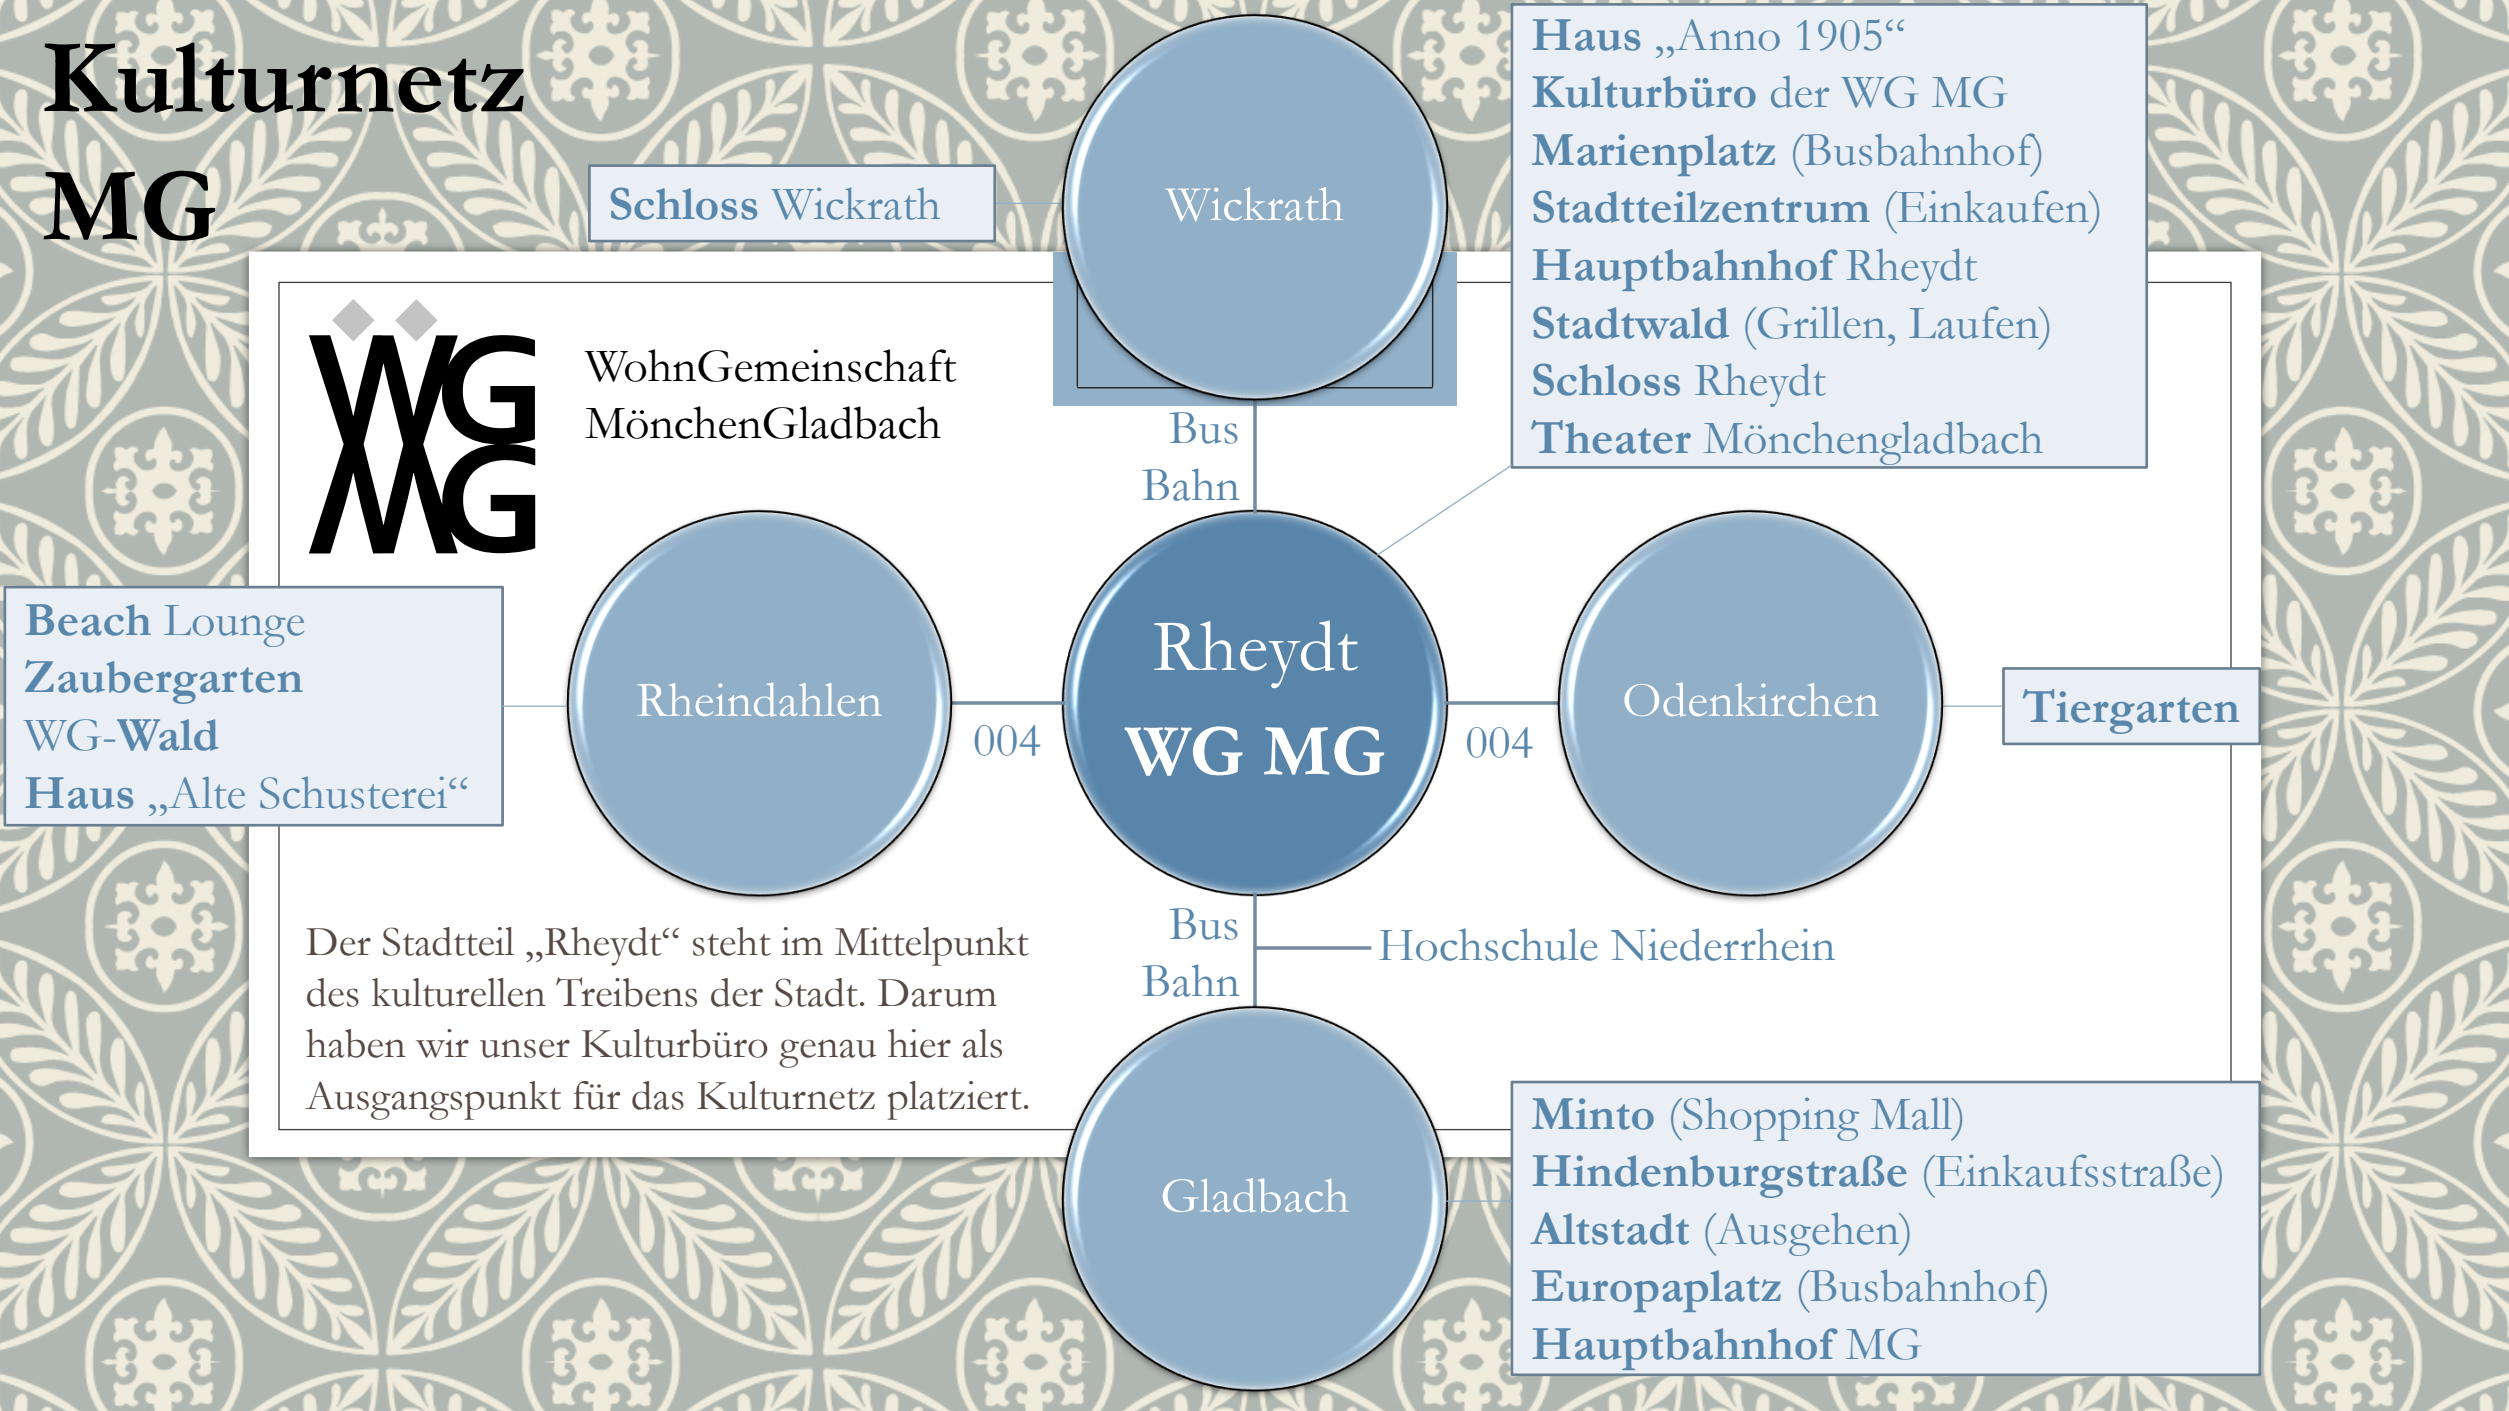 Kulturnetz
MG
Schloss Wickrath
Wickrath
Haus „Anno 1905“
Kulturbüro der WG MG
Marienplatz (Busbahnhof)
Stadtteilzentrum (Einkaufen)
Hauptbahnhof Rheydt
Stadtwald (Grillen, Laufen)
Schloss Rheydt
Theater Mönchengladbach
WG
MG
WohnGemeinschaft
MönchenGladbach
Bus
Bahn
Beach Lounge
Zaubergarten
WG-Wald
Haus „Alte Schusterei“
Rheindahlen
004
Rheydt
WG MG
004
Odenkirchen
Tiergarten
Bus
Bahn
Hochschule Niederrhein
Der Stadtteil „Rheydt“ steht im Mittelpunkt
des kulturellen Treibens der Stadt. Darum
haben wir unser Kulturbüro genau hier als
Ausgangspunkt für das Kulturnetz platziert.
Gladbach
Minto (Shopping Mall)
Hindenburgstraße (Einkaufsstraße)
Altstadt (Ausgehen)
Europaplatz (Busbahnhof)
Hauptbahnhof MG